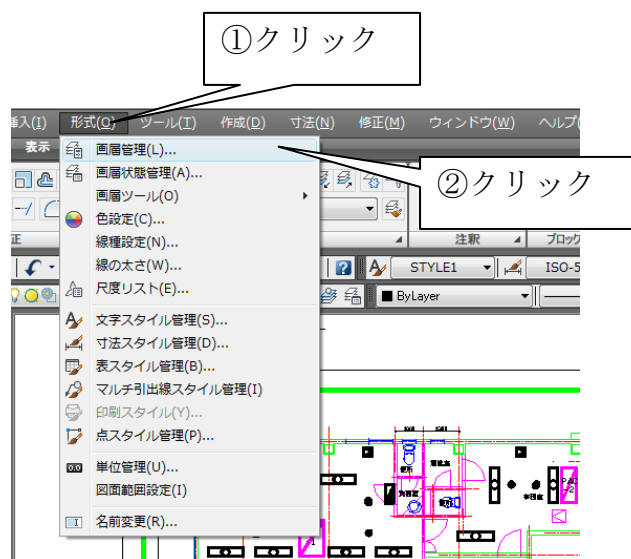 ①クリック
挿入(I) 形式(O) ツール(T) 作成(D) 寸法(N) 修正(M) ウィンドウ(W) ヘルプ(
表示
画層管理(L)...
②クリック
画層状態管理(A)...
画層ツール(O)
色設定(C)...
線種設定(N)...
注釈
ブロック
線の太さ(W)...
STYLE1
ISO-5
尺度リスト(E)...
ByLayer
文字スタイル管理(S)...
寸法スタイル管理(D)...
表スタイル管理(B)...
マルチ引出線スタイル管理(I)
印刷スタイル(Y)...
点スタイル管理(P)...
単位管理(U)...
図面範囲設定(I)
名前変更(R)...